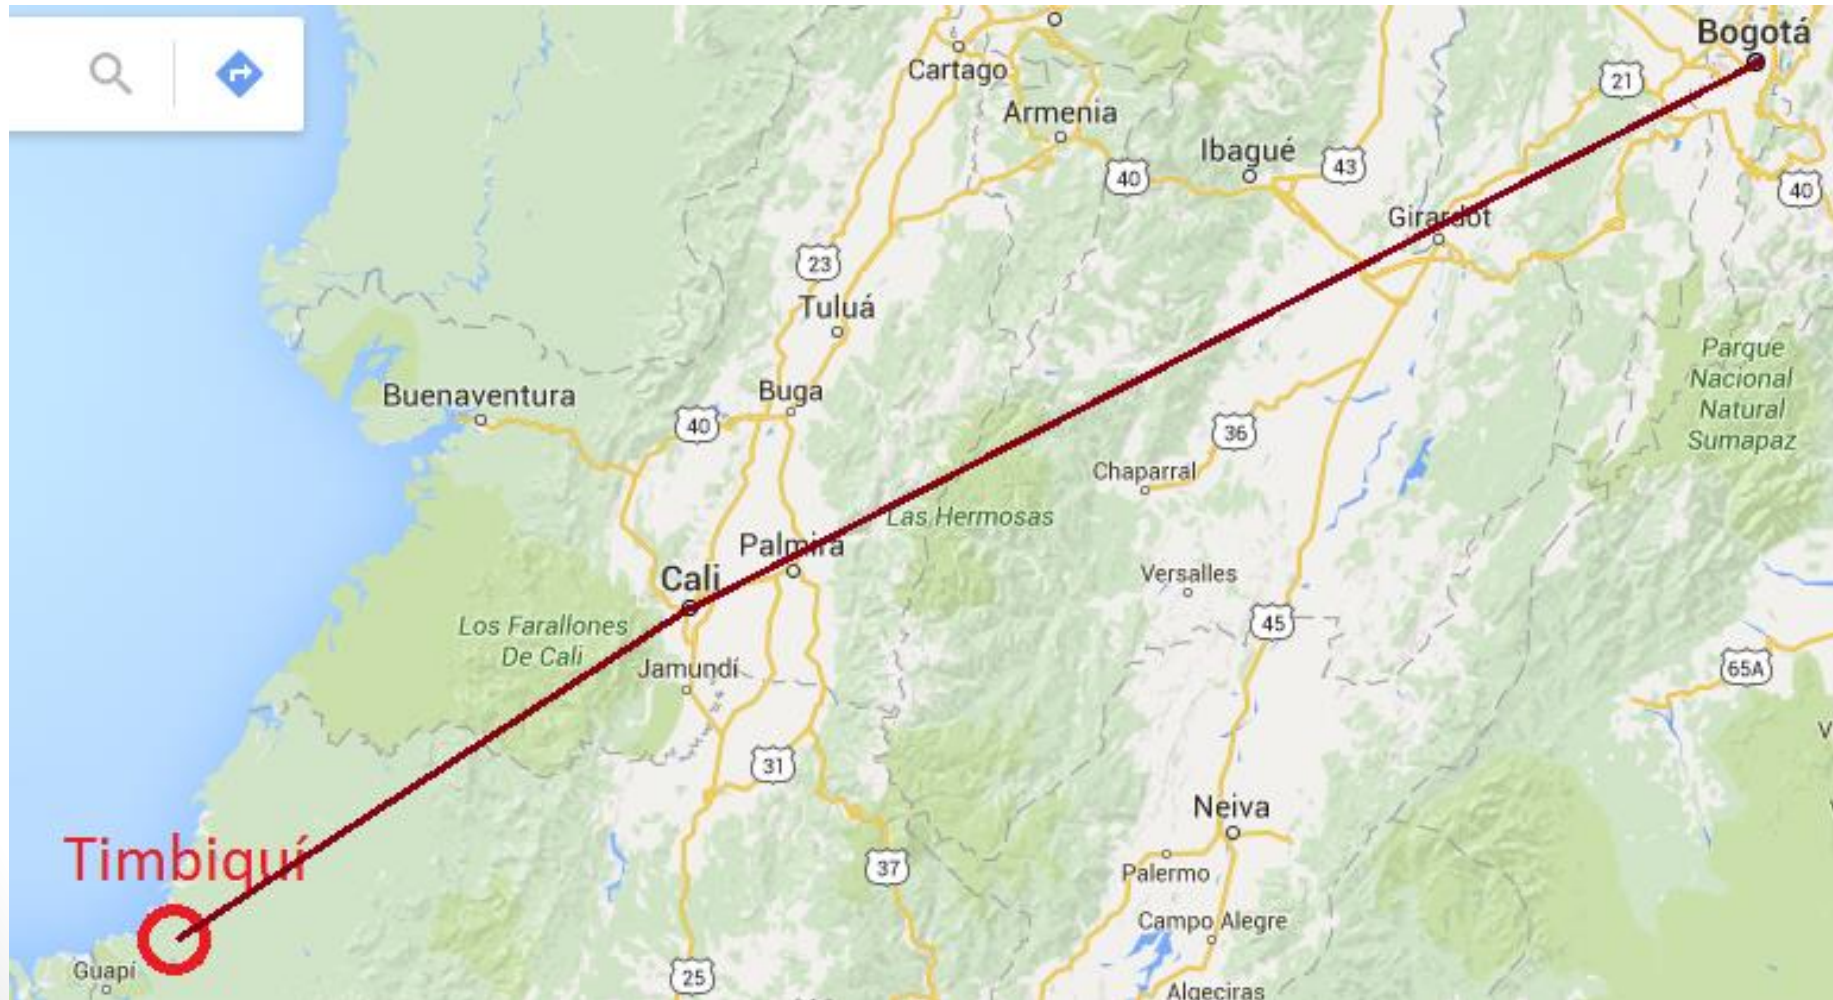 Bogotá
Cartago
21
Armenia
Ibagué
43
40
40
Girardot
23
Tuluá
Parque
Nacional
Natural
Sumapaz
Buenaventura
Buga
40
36
Chaparral
Las Hermosas
Palmira
Cali
Versalles
Los Farallones
De Cali
45
Jamundí
65A
V
31
Timbiquí
Neiva
37
Palermo
Campo Alegre
Guapi
25
Algeciras